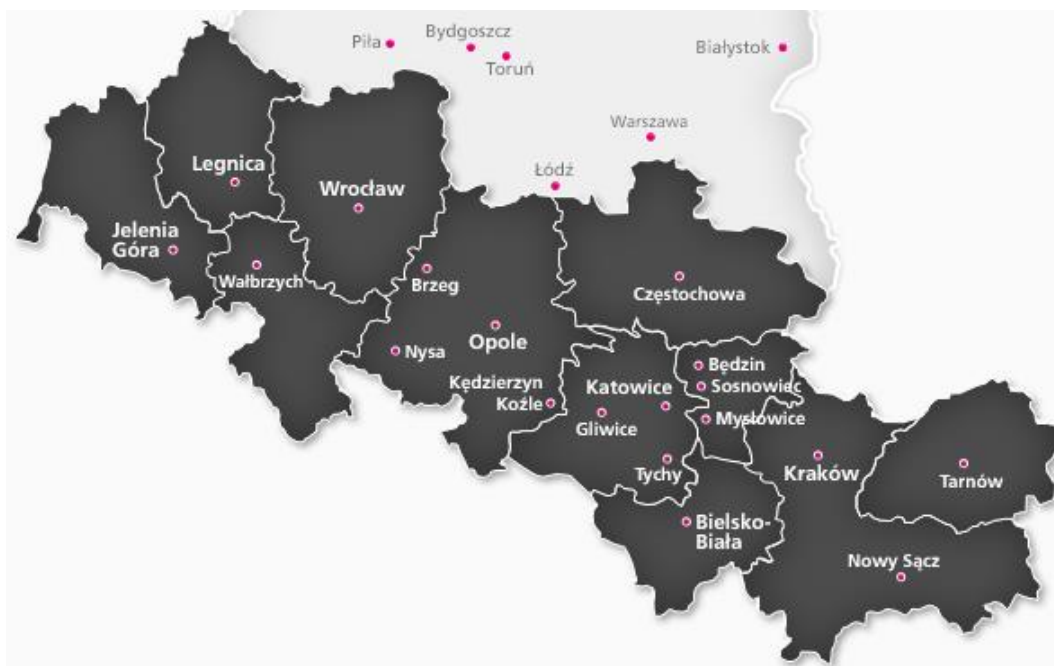 Piła
Bydgoszcz
Toruń
Białystok
Warszawa
Łódź
Legnica
Wrocław
Jelenia
Góra
Wałbrzych
Brzeg
Częstochowa
Opole
Nysa
Kędzierzyn
Koźle
Katowice
Gliwice
Tychy
Będzin
Sosnowiec
Mysłowice
Kraków
Tarnów
Bielsko-
Biała
Nowy Sącz